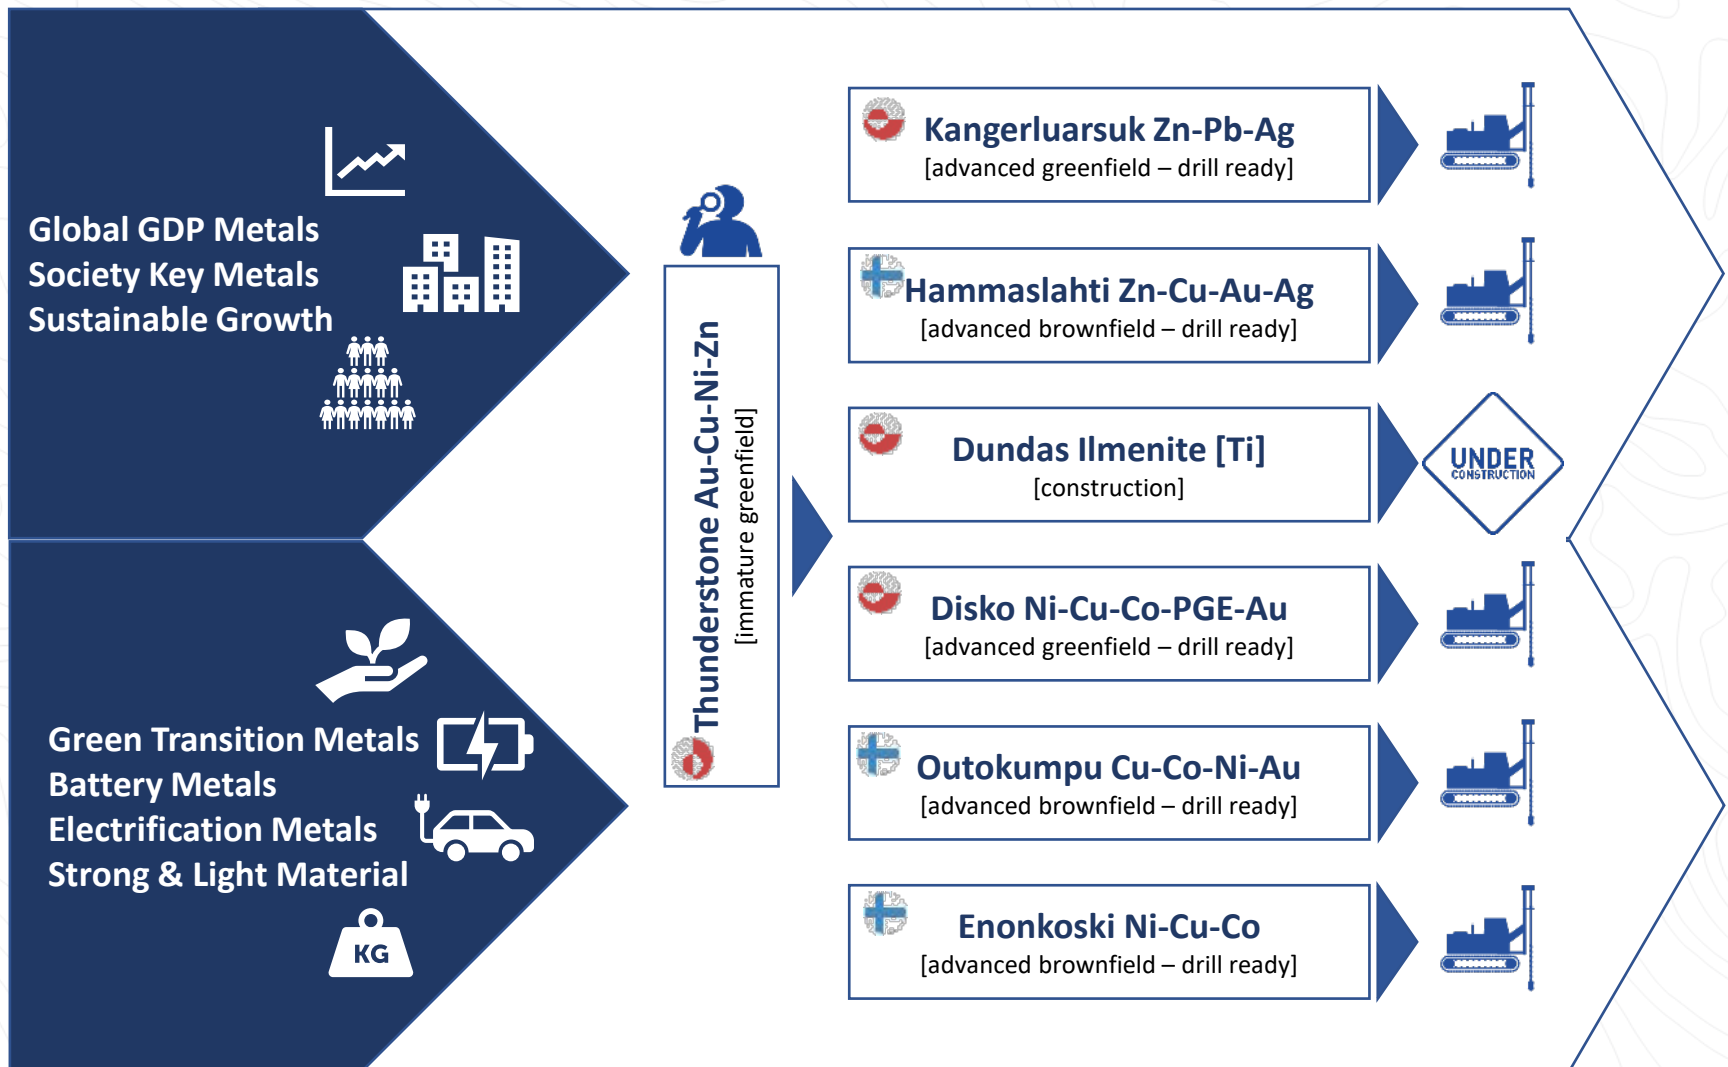 Global GDP Metals
Society Key Metals
Sustainable Growth
Green Transition Metals
Battery Metals
Electrification Metals
Strong & Light Material
KG
Thunderstone Au-Cu-Ni-Zn
[immature greenfield]
Kangerluarsuk Zn-Pb-Ag
[advanced greenfield – drill ready]
Hammaslahti Zn-Cu-Au-Ag
[advanced brownfield – drill ready]
Dundas Ilmenite [Ti]
[construction]
UNDER
CONSTRUCTION
Disko Ni-Cu-Co-PGE-Au
[advanced greenfield – drill ready]
Outokumpu Cu-Co-Ni-Au
[advanced brownfield – drill ready]
Enonkoski Ni-Cu-Co
[advanced brownfield – drill ready]